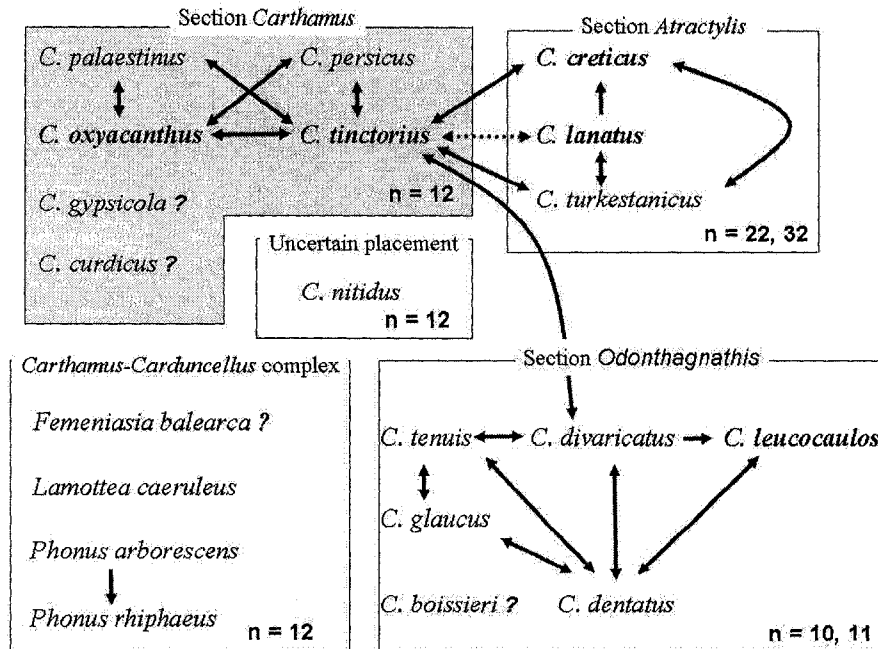 Section Carthamus
C. palaestinus
C. persicus
C. oxyacanthus
C. tinctorius
C. gypsicola ?
n = 12
C. curdicus ?
Section Atractylis
C. creticus
C. lanatus
C. turkestanicus
n = 22, 32
Uncertain placement
C. nitidus
n = 12
Carthamus-Carduncellus complex
Femeniasia balearca ?
Lamottea caeruleus
Phonus arborescens
Phonus rhiphaeus
n = 12
Section Odonthagnathis
C. tenuis
C. divaricatus
C. leucocaulos
C. glaucus
C. boissieri ?
C. dentatus
n = 10, 11